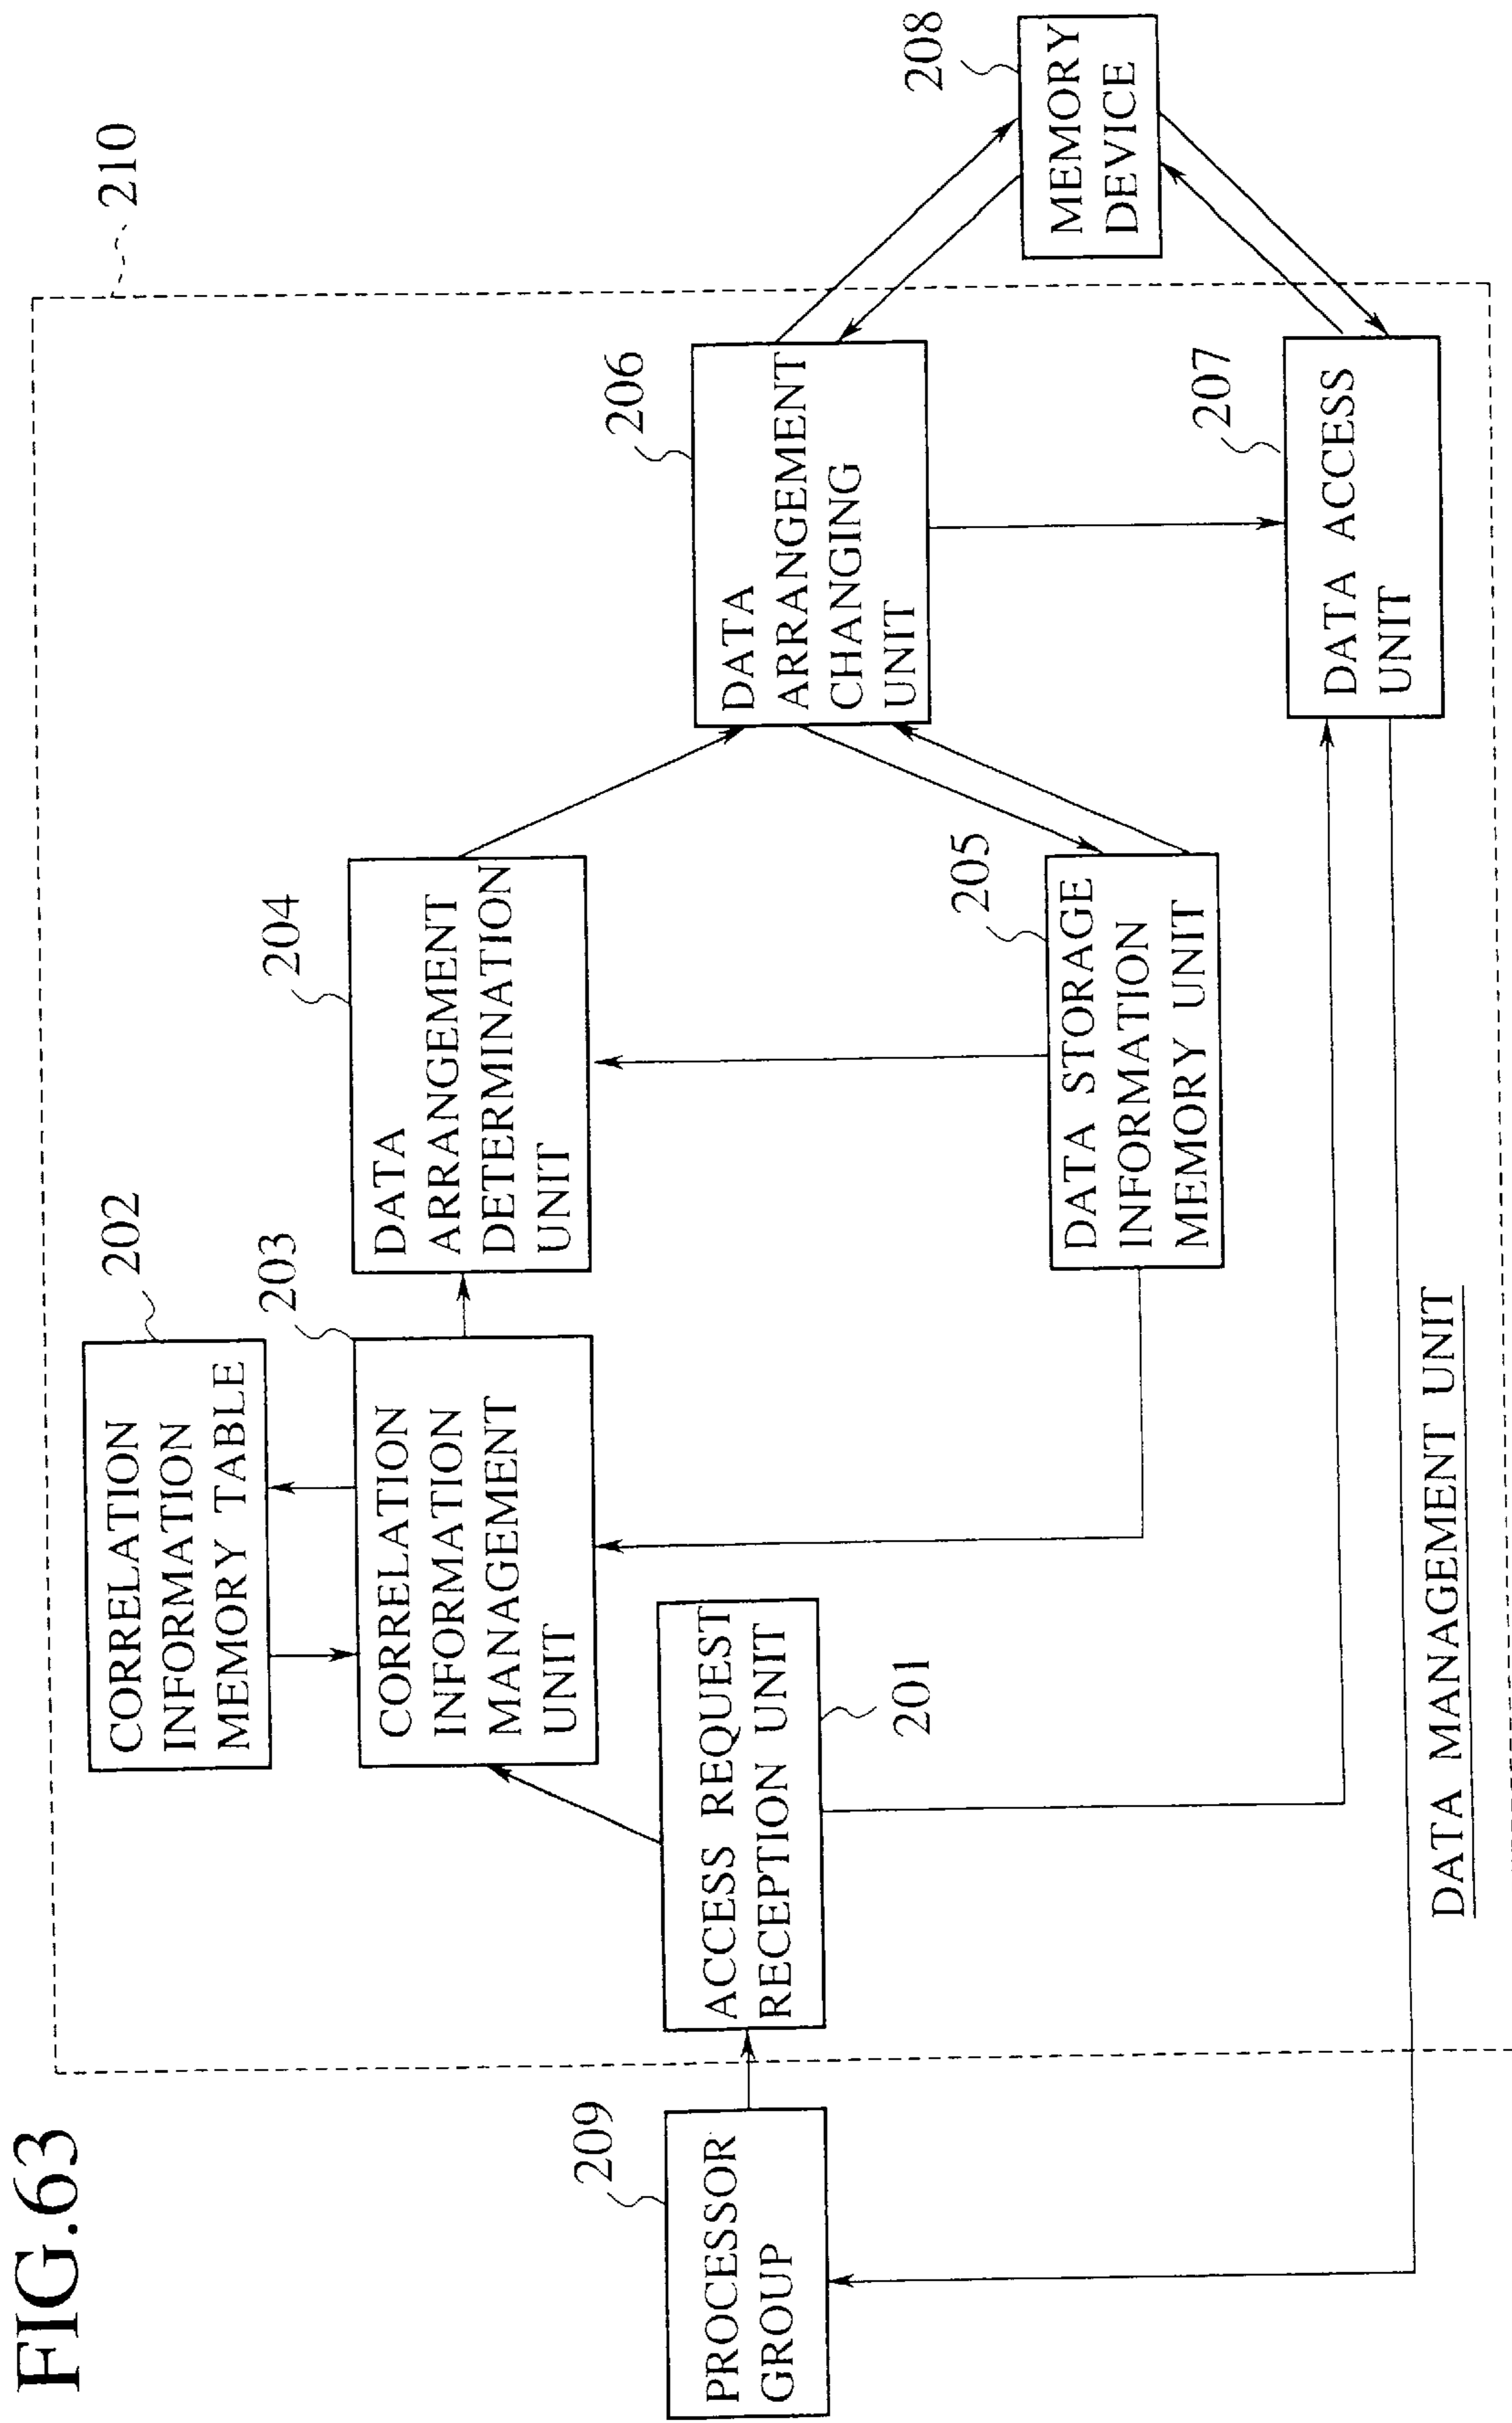 FIG.63
210
CORRELATION
INFORMATION
MEMORY TABLE
202
203
CORRELATION
INFORMATION
MANAGEMENT
UNIT
204
DATA
ARRANGEMENT
DETERMINATION
UNIT
206
DATA
ARRANGEMENT
CHANGING
UNIT
208
MEMORY
DEVICE
209
PROCESSOR
GROUP
ACCESS REQUEST
RECEPTION UNIT
201
205
DATA STORAGE
INFORMATION
MEMORY UNIT
207
DATA ACCESS
UNIT
DATA MANAGEMENT UNIT